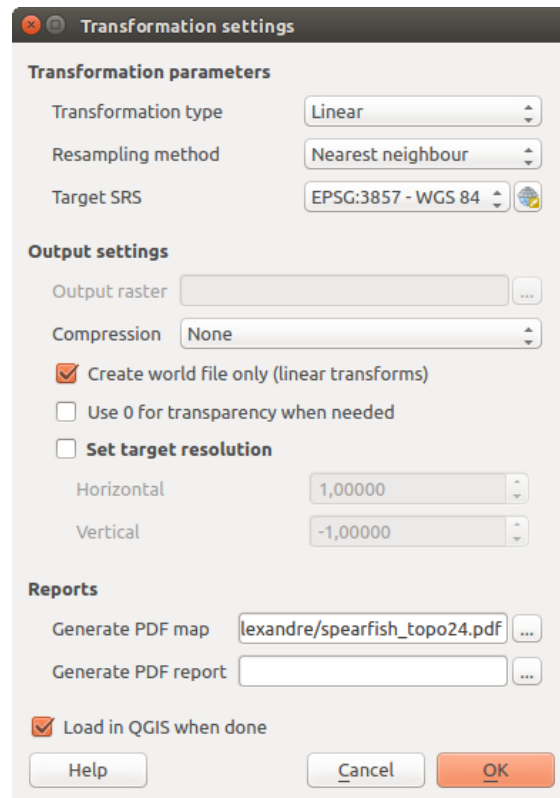 Transformation settings
Transformation parameters
Transformation type Linear
Resampling method Nearest neighbour
Target SRS EPSG:3857 - WGS 84
Output settings
Output raster ...
Compression None
Create world file only (linear transforms)
Use 0 for transparency when needed
Set target resolution
Horizontal 1,00000
Vertical -1,00000
Reports
Generate PDF map lexandre/spearfish_topo24.pdf ...
Generate PDF report ...
Load in QGIS when done
Help Cancel OK